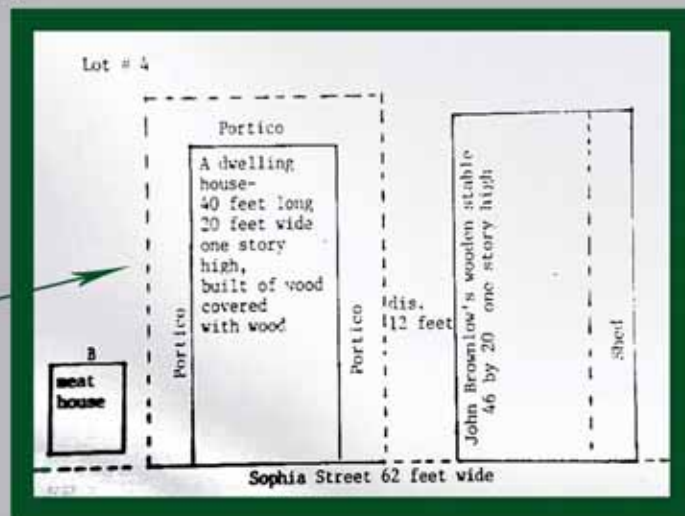 Lot # 4
Portico
A dwelling
house-
40 feet long
20 feet wide
one story
high,
built of wood
covered
with wood
Portico
Portico
dis.
12 feet
John Brownlow's wooden stable
46 by 20 one story high
Shed
B
meat
house
Sophia Street 62 feet wide